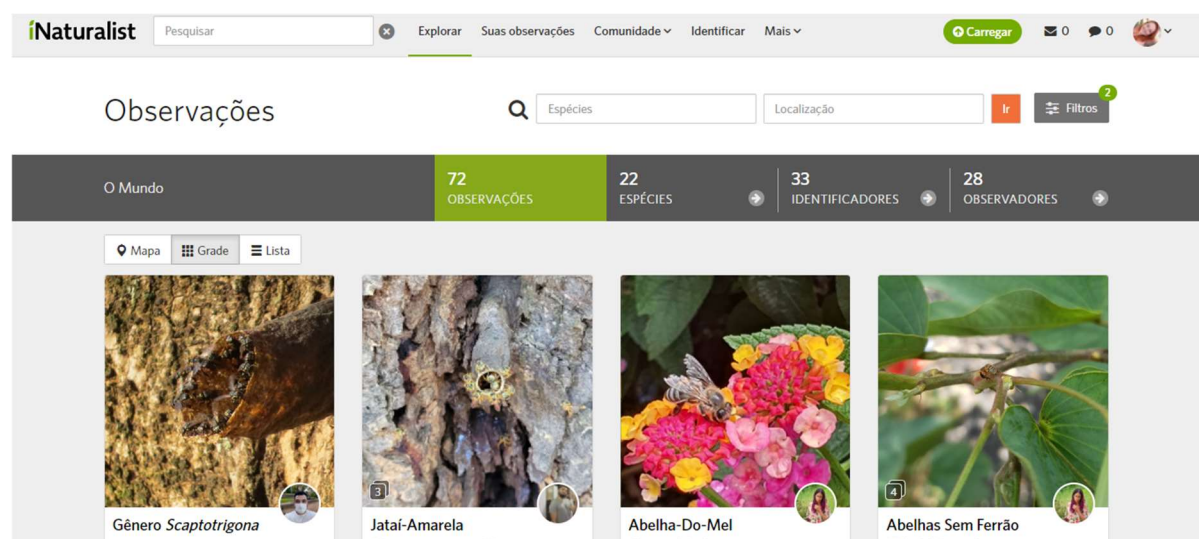 iNaturalist Pesquisar Explorar Suas observações Comunidade Identificar Mais Carregar 0 0
Observações Espécies Localização Ir Filtros 2
O Mundo
72 22 33 28
OBSERVAÇÕES ESPÉCIES IDENTIFICADORES OBSERVADORES
Mapa Grade Lista
3 4
Gênero Scaptotrigona Jataí-Amarela Abelha-Do-Mel Abelhas Sem Ferrão